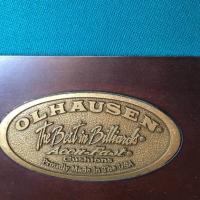 OLHAUSEN®
The Best in Billiards®
Accu-Fast®
Cushions
Proudly Made in the USA